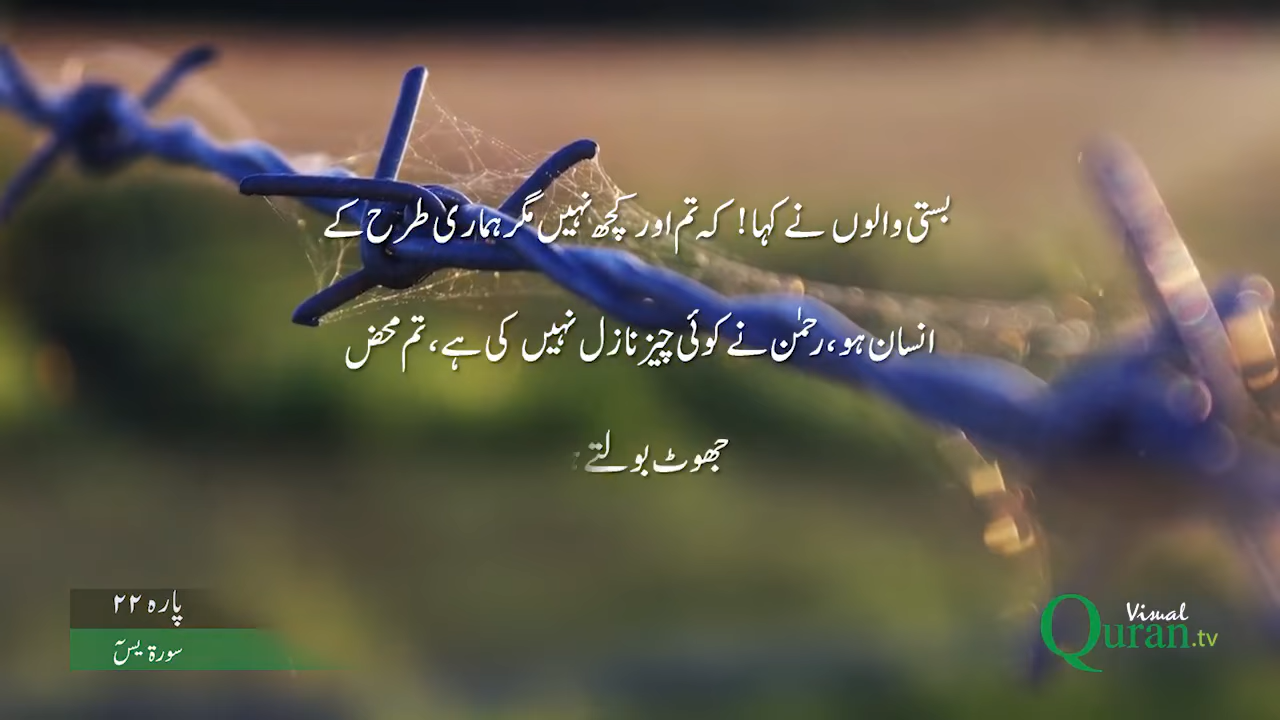 بستی والوں نے کہا! کہ تم اور کچھ نہیں مگر ہماری طرح کے
انسان ہو، رحمٰن نے کوئی چیز نازل نہیں کی ہے، تم محض
جھوٹ بولتے
پارہ ۲۲
سورۃ یسٓ
Visual
Quran.tv